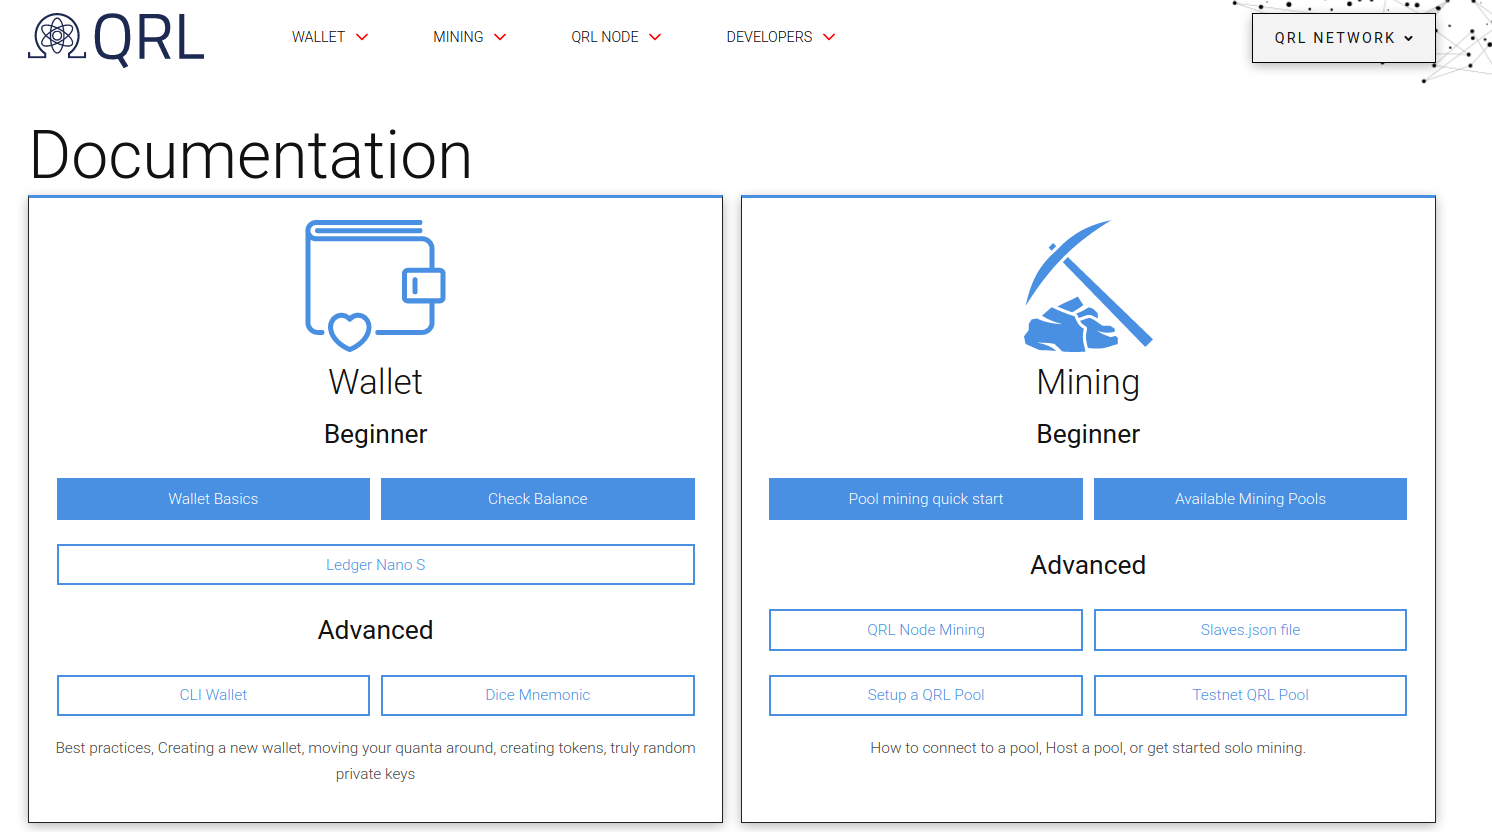 QRL
WALLET
MINING
QRL NODE
DEVELOPERS
QRL NETWORK
Documentation
Wallet
Beginner
Wallet Basics
Check Balance
Ledger Nano S
Advanced
CLI Wallet
Dice Mnemonic
Best practices, Creating a new wallet, moving your quanta around, creating tokens, truly random
private keys
Mining
Beginner
Pool mining quick start
Available Mining Pools
Advanced
QRL Node Mining
Slaves.json file
Setup a QRL Pool
Testnet QRL Pool
How to connect to a pool, Host a pool, or get started solo mining.